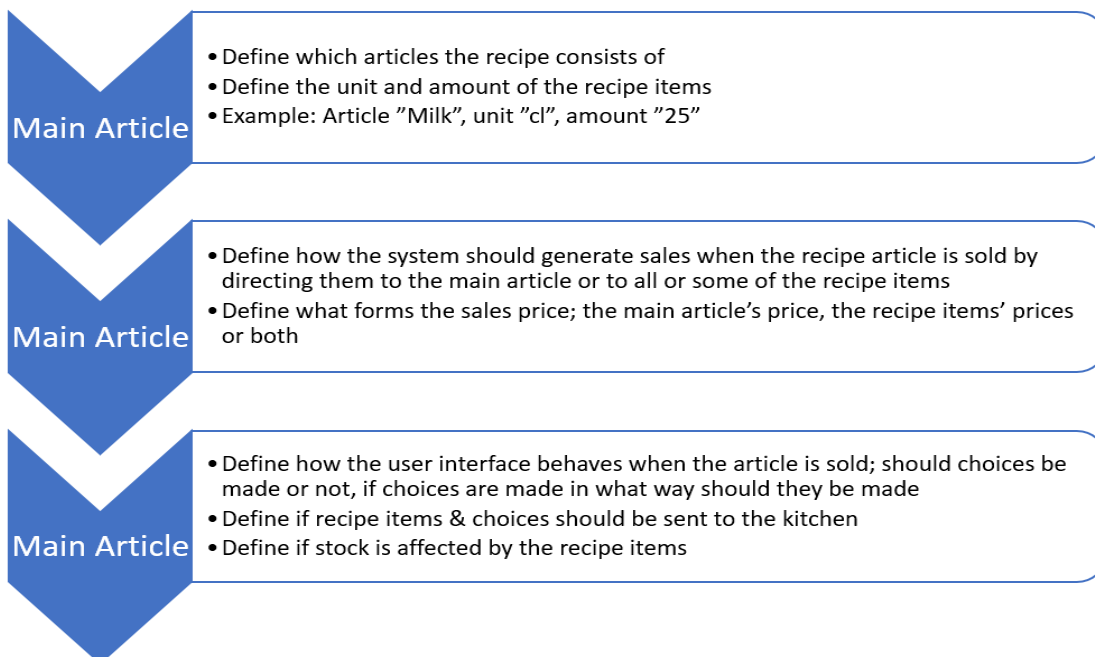 Main Article
• Define which articles the recipe consists of
• Define the unit and amount of the recipe items
• Example: Article ”Milk”, unit ”cl”, amount ”25”
Main Article
• Define how the system should generate sales when the recipe article is sold by
directing them to the main article or to all or some of the recipe items
• Define what forms the sales price; the main article’s price, the recipe items’ prices
or both
Main Article
• Define how the user interface behaves when the article is sold; should choices be
made or not, if choices are made in what way should they be made
• Define if recipe items & choices should be sent to the kitchen
• Define if stock is affected by the recipe items